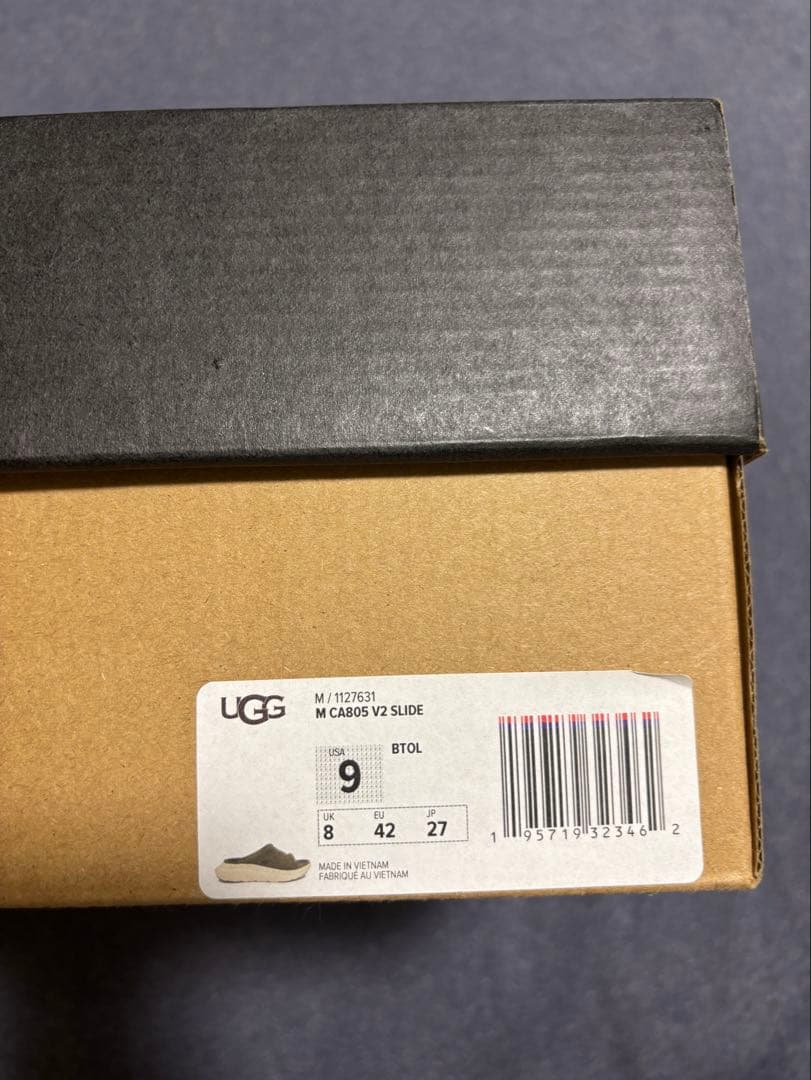 UGG
M / 1127631
M CA805 V2 SLIDE
USA
9
BTOL
UK EU JP
8 42 27
MADE IN VIETNAM
FABRIQUÉ AU VIETNAM
1 95719 32346 2